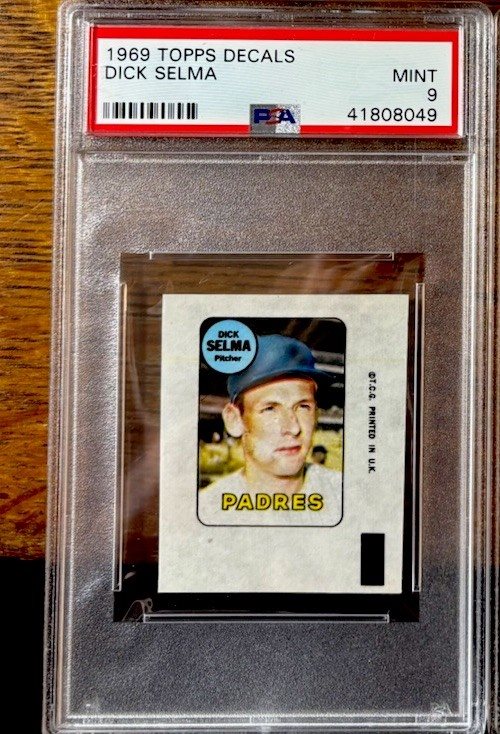 1969 TOPPS DECALS
DICK SELMA
MINT
9
PSA
41808049
DICK
SELMA
Pitcher
PADRES
©T.C.G. PRINTED IN U.K.